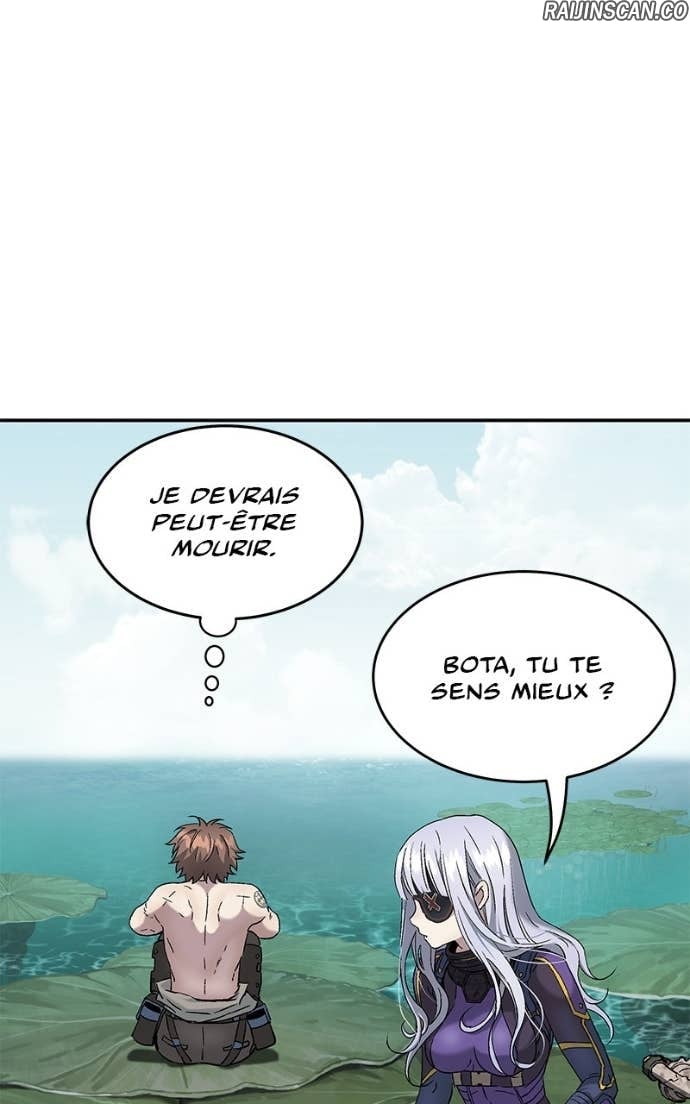 RAIJINSCAN.CO
JE DEVRAIS
PEUT-ÊTRE
MOURIR.
BOTA, TU TE
SENS MIEUX ?